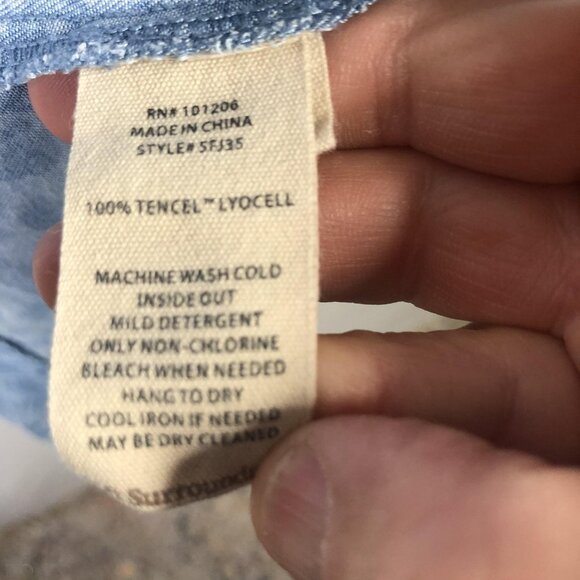 RN# 101206
MADE IN CHINA
STYLE# SFJ35
100% TENCEL™ LYOCELL
MACHINE WASH COLD
INSIDE OUT
MILD DETERGENT
ONLY NON-CHLORINE
BLEACH WHEN NEEDED
HANG TO DRY
COOL IRON IF NEEDED
MAY BE DRY CLEANED